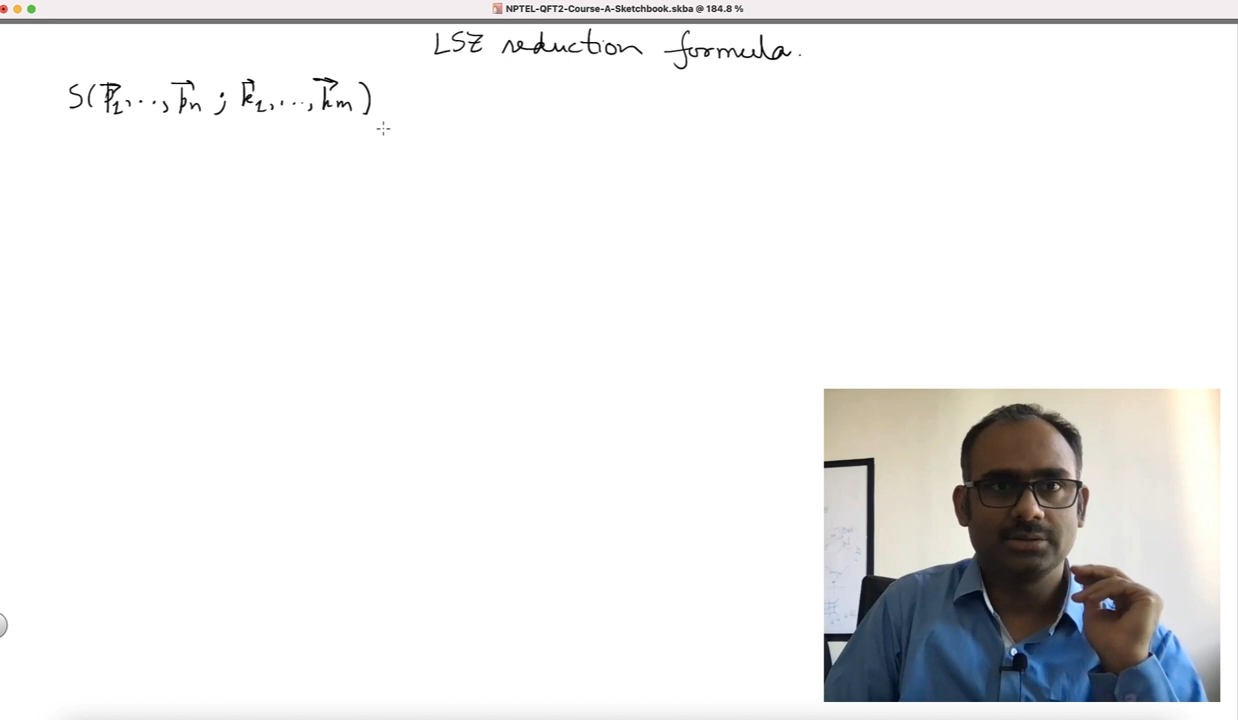 NPTEL-QFT2-Course-A-Sketchbook.skba @ 184.8 %
LSZ reduction formula.
S(p⃗₁,..,p⃗n ; k⃗₁,...,k⃗m)